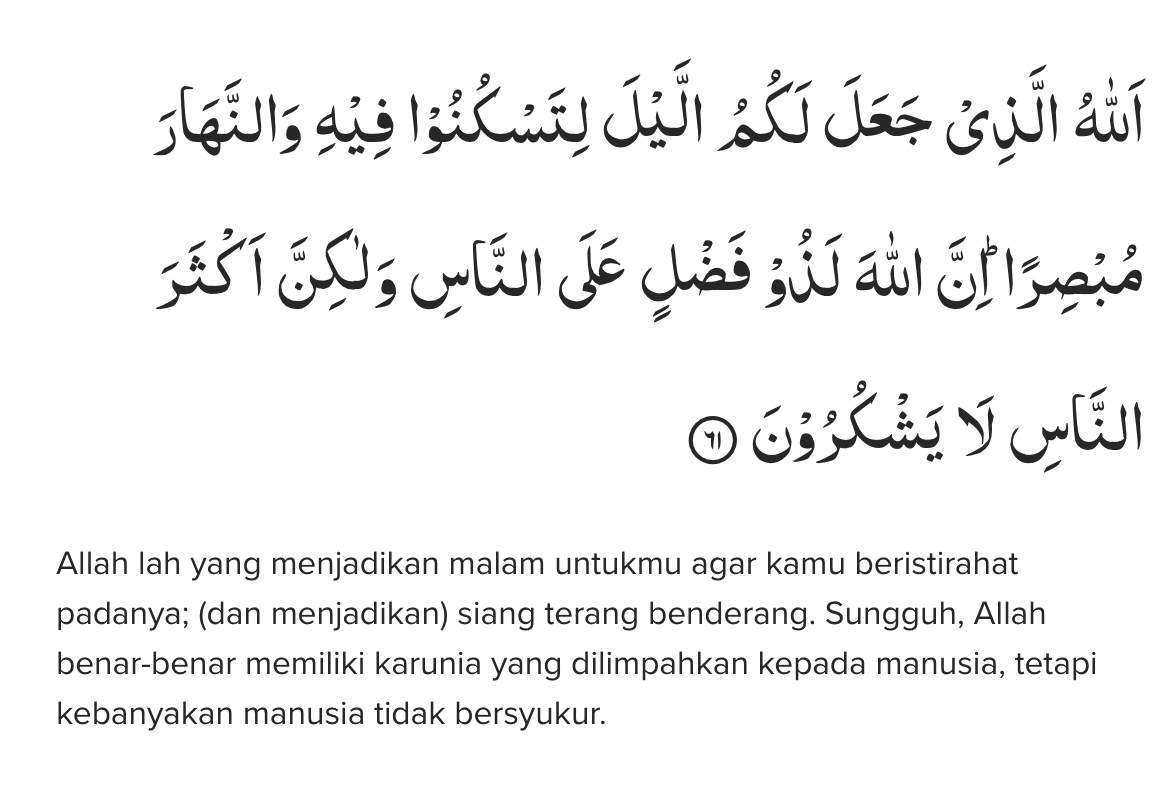 اَللّٰهُ الَّذِيْ جَعَلَ لَكُمُ الَّيْلَ لِتَسْكُنُوْا فِيْهِ وَالنَّهَارَ
مُبْصِرًا ۗاِنَّ اللّٰهَ لَذُوْ فَضْلٍ عَلَى النَّاسِ وَلٰكِنَّ اَكْثَرَ
النَّاسِ لَا يَشْكُرُوْنَ ٦١
Allah lah yang menjadikan malam untukmu agar kamu beristirahat
padanya; (dan menjadikan) siang terang benderang. Sungguh, Allah
benar-benar memiliki karunia yang dilimpahkan kepada manusia, tetapi
kebanyakan manusia tidak bersyukur.